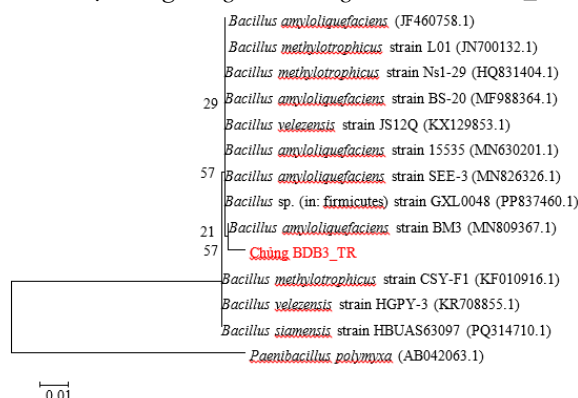 Bacillus amyloliquefaciens (JF460758.1)
Bacillus methylotrophicus strain L01 (JN700132.1)
Bacillus methylotrophicus strain Ns1-29 (HQ831404.1)
Bacillus amyloliquefaciens strain BS-20 (MF988364.1)
29
Bacillus velezensis strain JS12Q (KX129853.1)
Bacillus amyloliquefaciens strain 15535 (MN630201.1)
57
Bacillus amyloliquefaciens strain SEE-3 (MN826326.1)
Bacillus sp. (in: firmicutes) strain GXL0048 (PP837460.1)
21
Bacillus amyloliquefaciens strain BM3 (MN809367.1)
57
Chủng BDB3_TR
Bacillus methylotrophicus strain CSY-F1 (KF010916.1)
Bacillus velezensis strain HGPY-3 (KR708855.1)
Bacillus siamensis strain HBUAS63097 (PQ314710.1)
Paenibacillus polymyxa (AB042063.1)
0.01